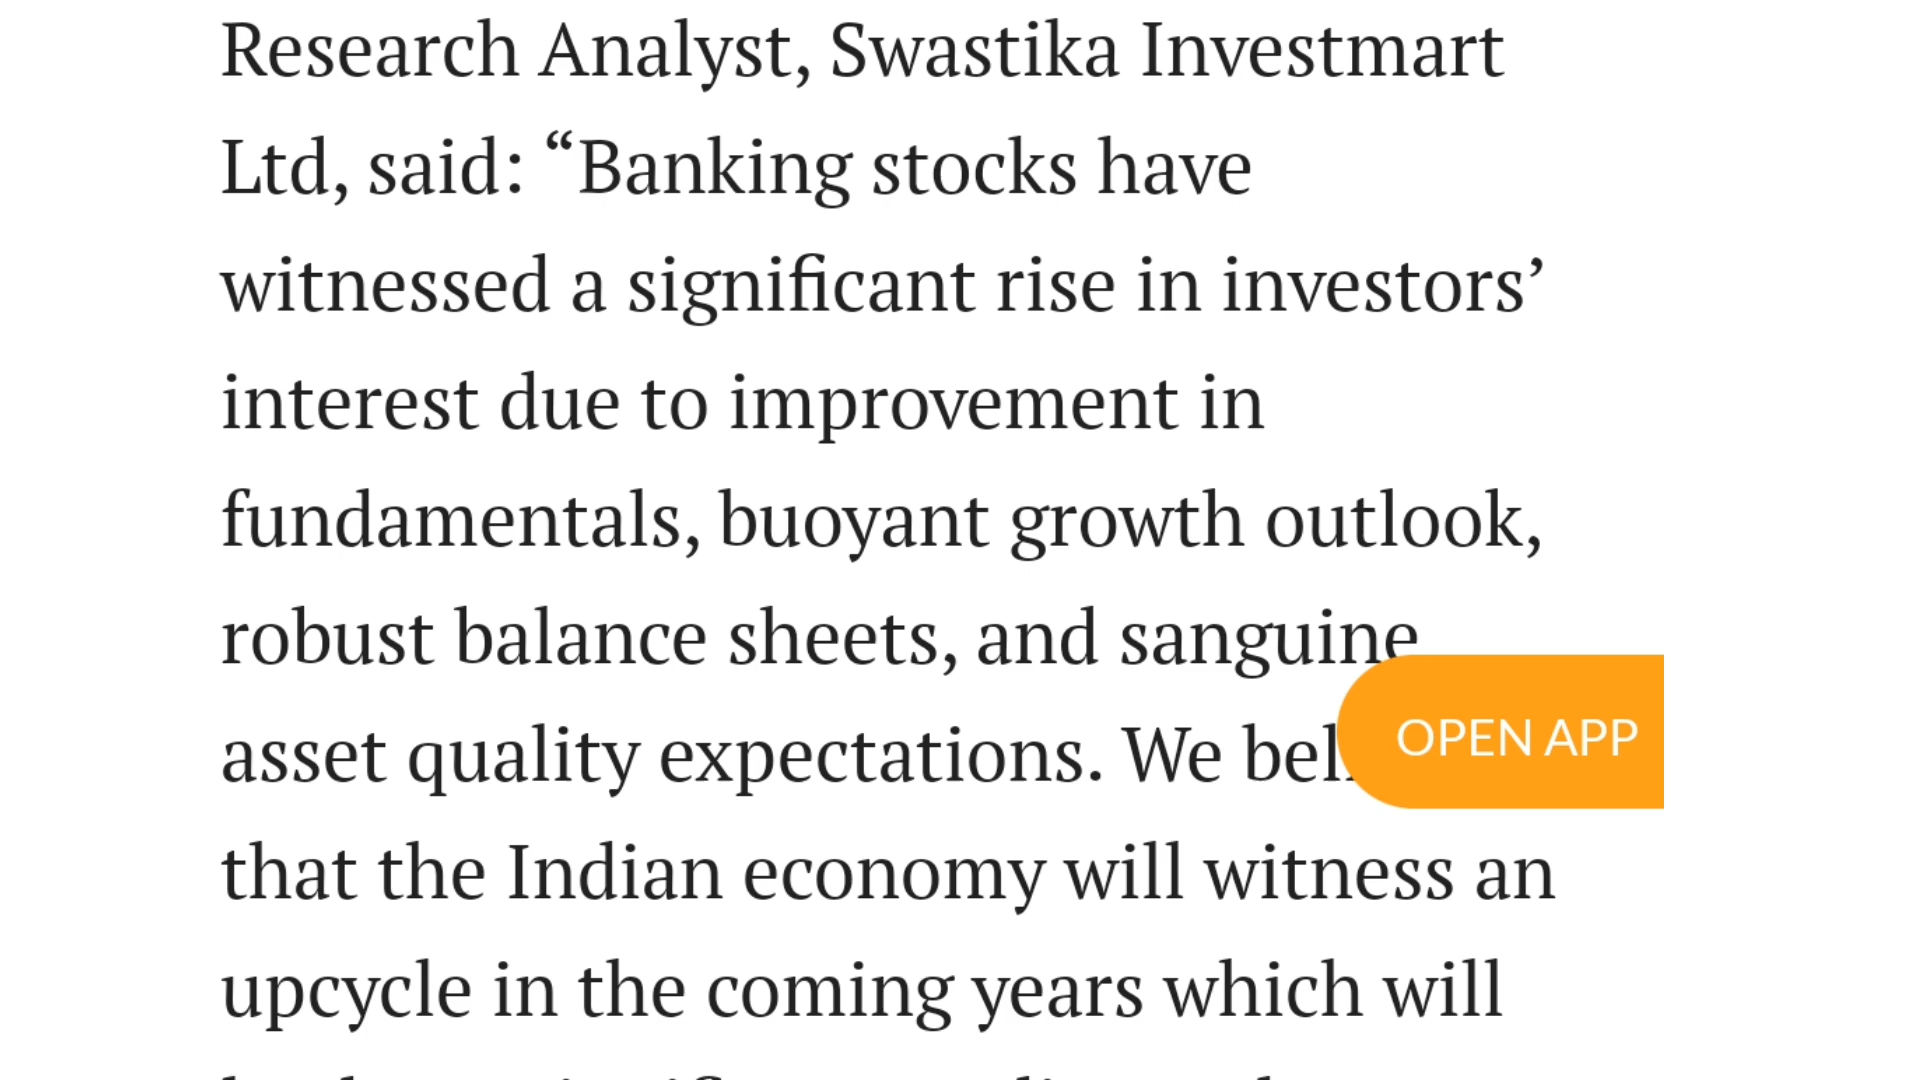 Research Analyst, Swastika Investmart
Ltd, said: “Banking stocks have
witnessed a significant rise in investors’
interest due to improvement in
fundamentals, buoyant growth outlook,
robust balance sheets, and sanguine
asset quality expectations. We
OPEN APP
that the Indian economy will witness an
upcycle in the coming years which will